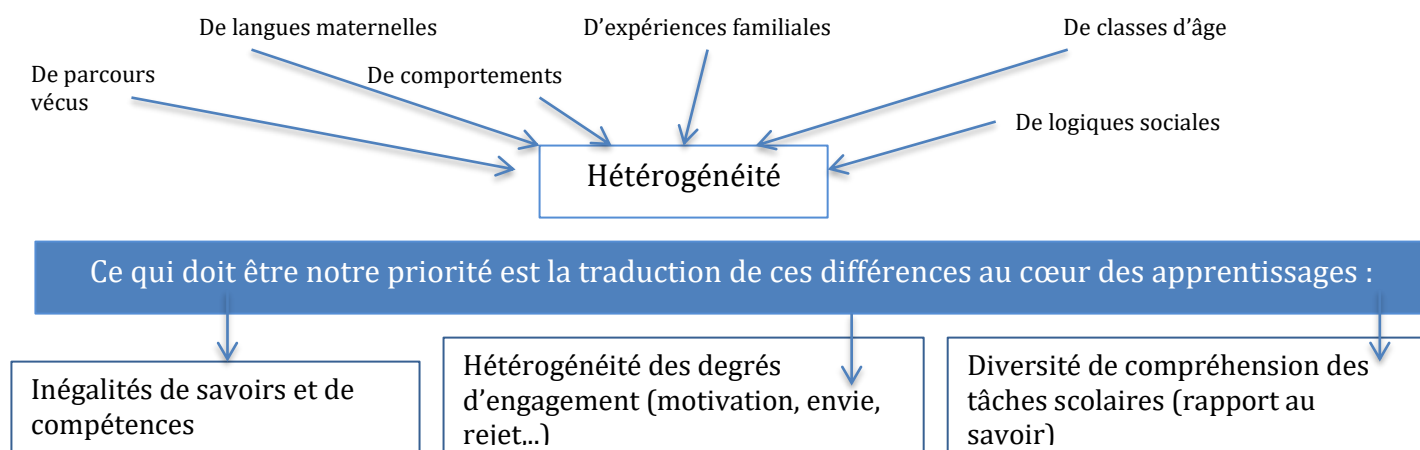 De langues maternelles
D'expériences familiales
De classes d'âge
De parcours
vécus
De comportements
De logiques sociales
Hétérogénéité
Ce qui doit être notre priorité est la traduction de ces différences au cœur des apprentissages :
Inégalités de savoirs et de
compétences
Hétérogénéité des degrés
d'engagement (motivation, envie,
rejet,..)
Diversité de compréhension des
tâches scolaires (rapport au
savoir)